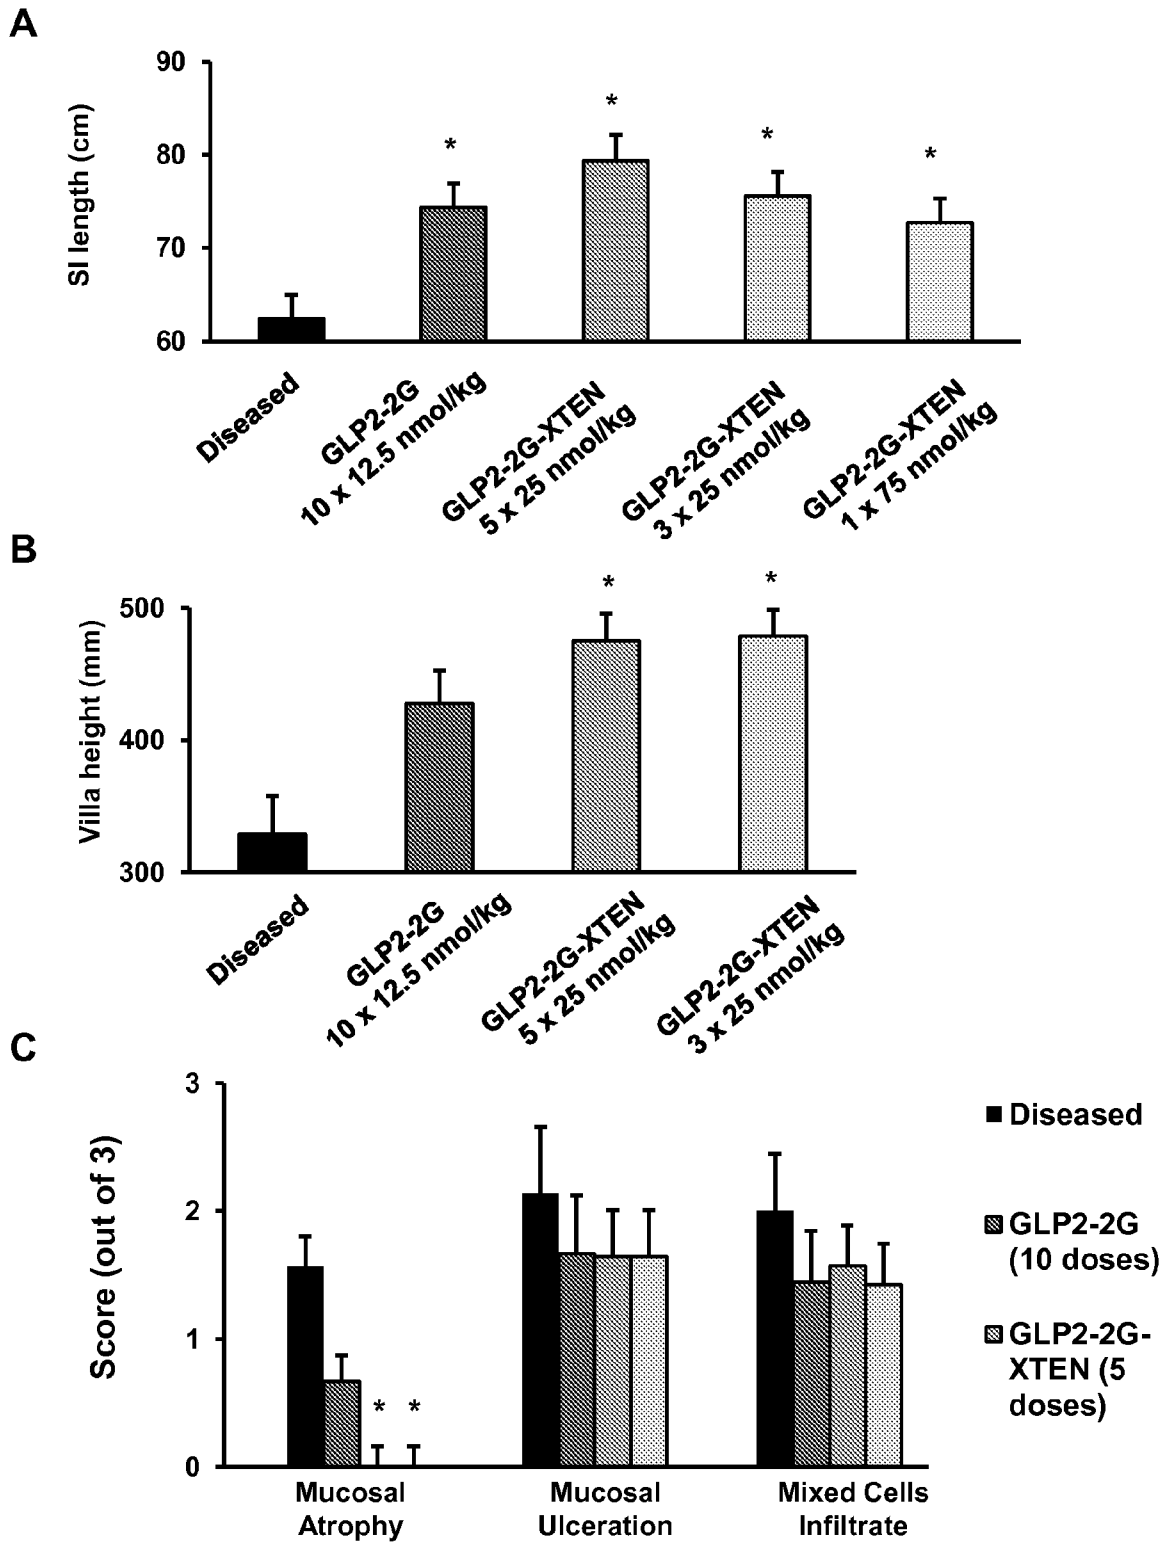 A
SI length (cm)
90
80
70
60
*
*
*
*
Diseased
GLP2-2G
10 x 12.5 nmol/kg
GLP2-2G-XTEN
5 x 25 nmol/kg
GLP2-2G-XTEN
3 x 25 nmol/kg
GLP2-2G-XTEN
1 x 75 nmol/kg
B
Villa height (mm)
500
400
300
*
*
Diseased
GLP2-2G
10 x 12.5 nmol/kg
GLP2-2G-XTEN
5 x 25 nmol/kg
GLP2-2G-XTEN
3 x 25 nmol/kg
C
Score (out of 3)
3
2
1
0
* *
Mucosal
Atrophy
Mucosal
Ulceration
Mixed Cells
Infiltrate
Diseased
GLP2-2G
(10 doses)
GLP2-2G-
XTEN (5
doses)